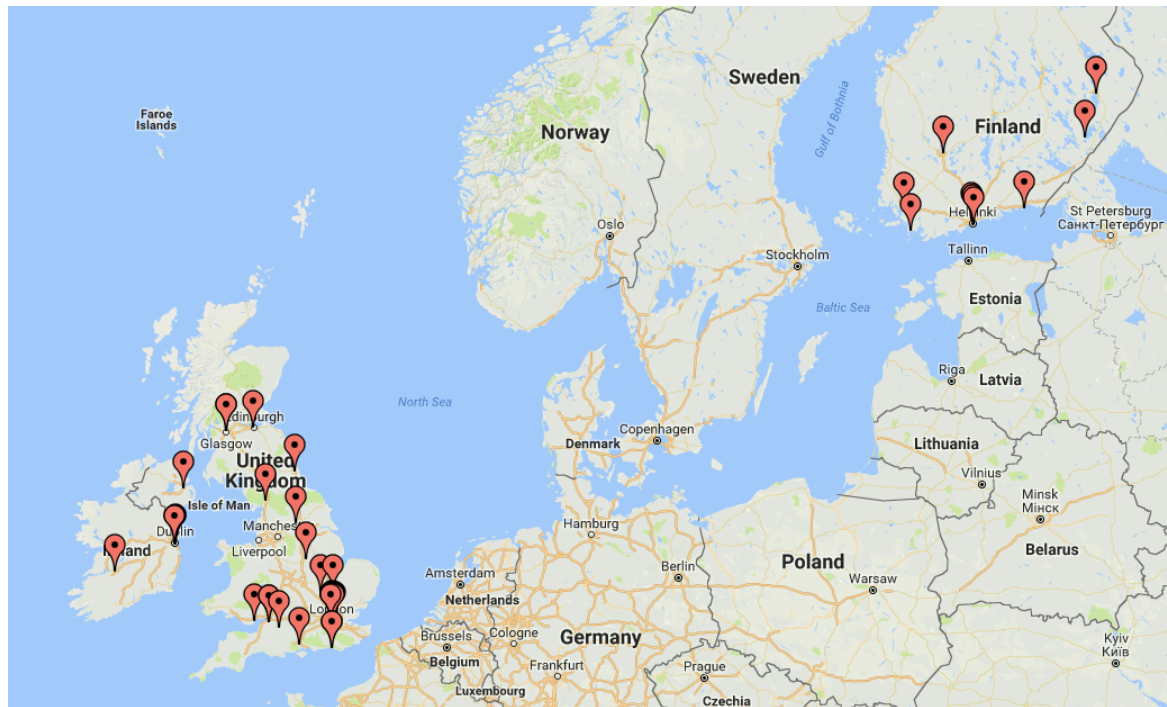 Faroe
Islands
Norway
Sweden
Gulf of Bothnia
Finland
Oslo
Stockholm
Helsinki
St Petersburg
Санкт-Петербург
Tallinn
Estonia
Baltic Sea
Riga
Latvia
North Sea
Edinburgh
Glasgow
United
Kingdom
Isle of Man
Dublin
Ireland
Liverpool
London
Denmark
Copenhagen
Lithuania
Vilnius
Minsk
Мінск
Belarus
Hamburg
Berlin
Poland
Warsaw
Amsterdam
Netherlands
Brussels
Belgium
Cologne
Germany
Frankfurt
Luxembourg
Prague
Czechia
Kyiv
Київ